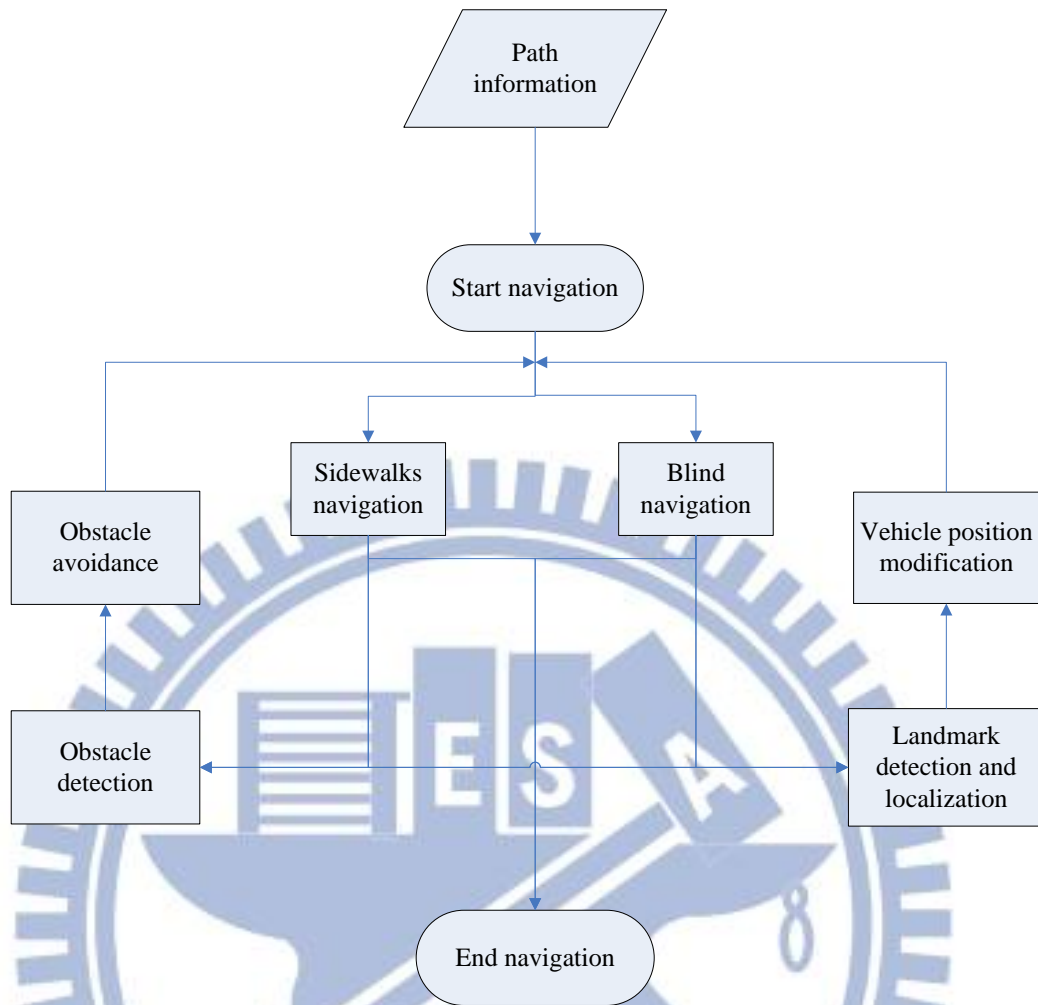 Path
information
Start navigation
Sidewalks
navigation
Blind
navigation
Obstacle
avoidance
Vehicle position
modification
Obstacle
detection
Landmark
detection and
localization
E S A
End navigation